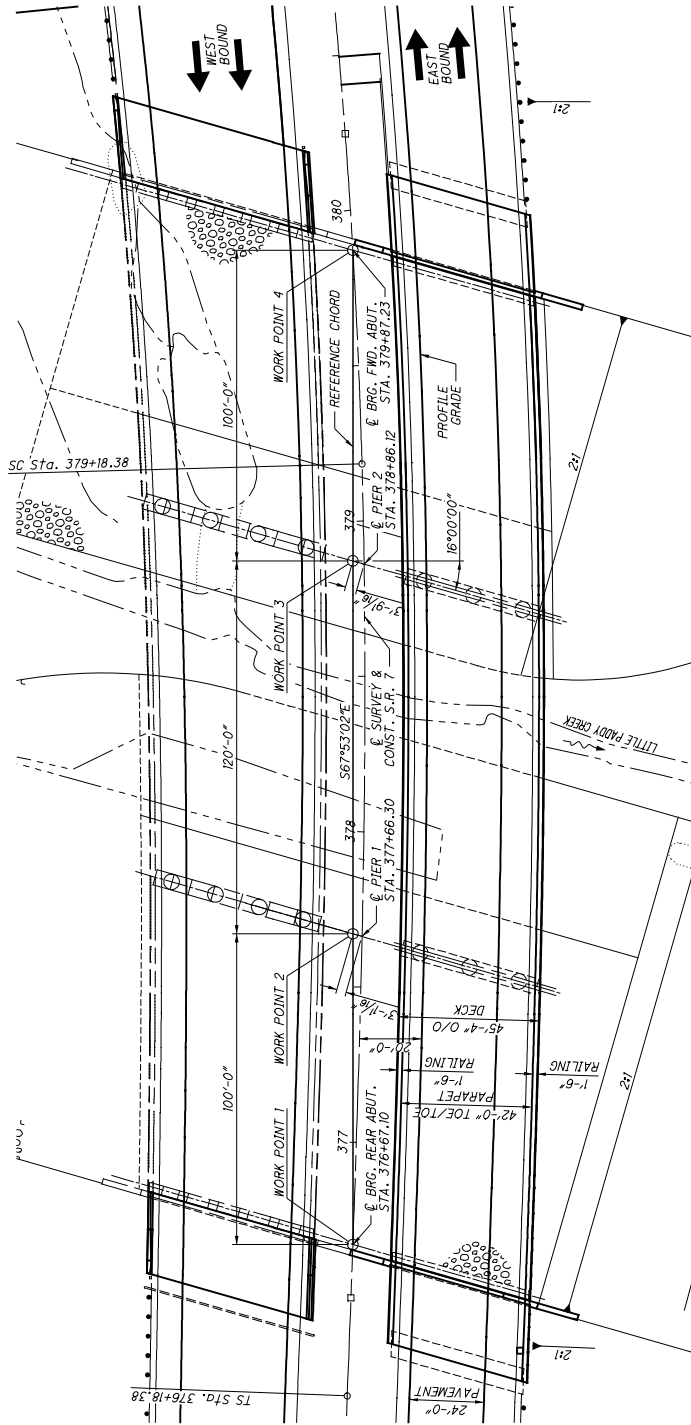 WEST
BOUND
EAST
BOUND
2:1
380
WORK POINT 4
REFERENCE CHORD
℄ BRG. FWD. ABUT.
STA. 379+87.23
PROFILE
GRADE
100'-0"
SC Sta. 379+18.38
2:1
379
℄ PIER 2
STA. 378+86.12
16°00'00"
WORK POINT 3
3'-9 1/16"
120'-0"
S67°53'02"E
℄ SURVEY &
CONST. S.R. 7
LITTLE PADDY CREEK
378
℄ PIER 1
STA. 377+66.30
WORK POINT 2
3'-1/16"
45'-4" O/O
DECK
20'-0"
1'-6"
RAILING
1'-6"
RAILING
42'-0" TOE/TOE
PARAPET
2:1
100'-0"
WORK POINT 1
377
℄ BRG. REAR ABUT.
STA. 376+67.10
TS Sta. 376+18.38
24'-0"
PAVEMENT
2:1